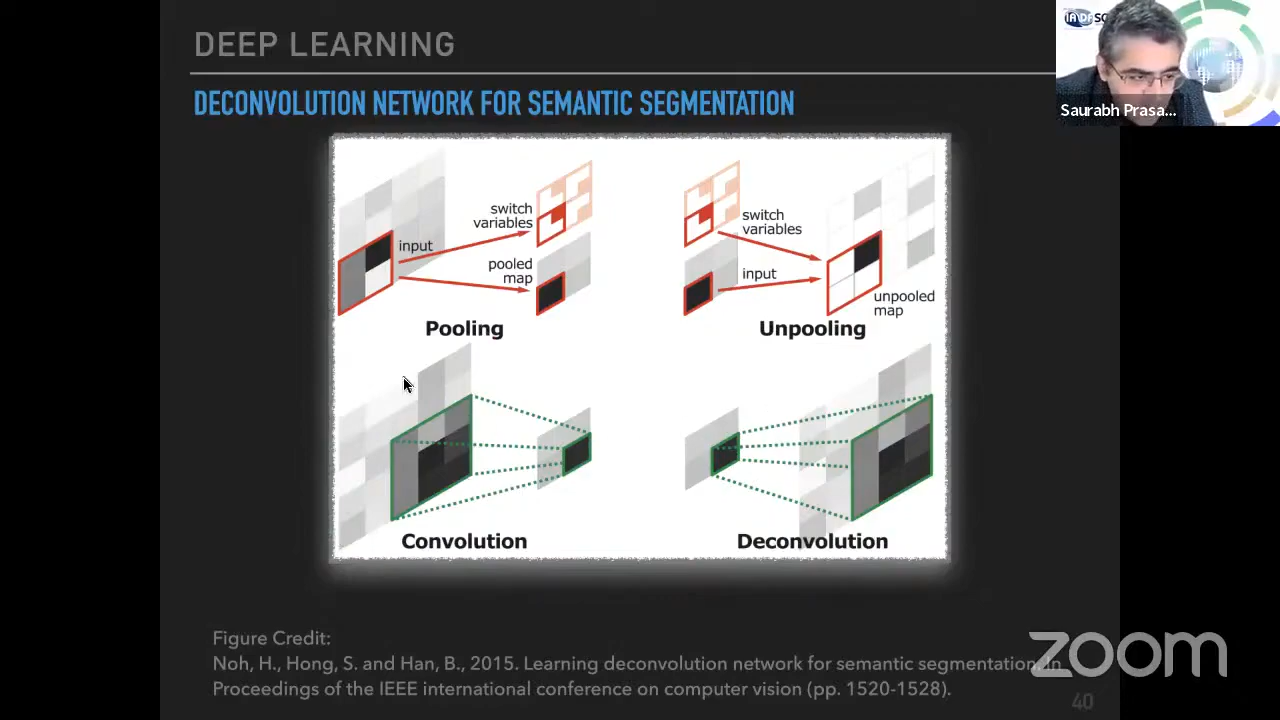 DEEP LEARNING
DECONVOLUTION NETWORK FOR SEMANTIC SEGMENTATION
Saurabh Prasa...
switch
variables
input
pooled
map
Pooling
switch
variables
input
unpooled
map
Unpooling
Convolution
Deconvolution
Figure Credit:
Noh, H., Hong, S. and Han, B., 2015. Learning deconvolution network for semantic segmentation. In
Proceedings of the IEEE international conference on computer vision (pp. 1520-1528).
zoom
40